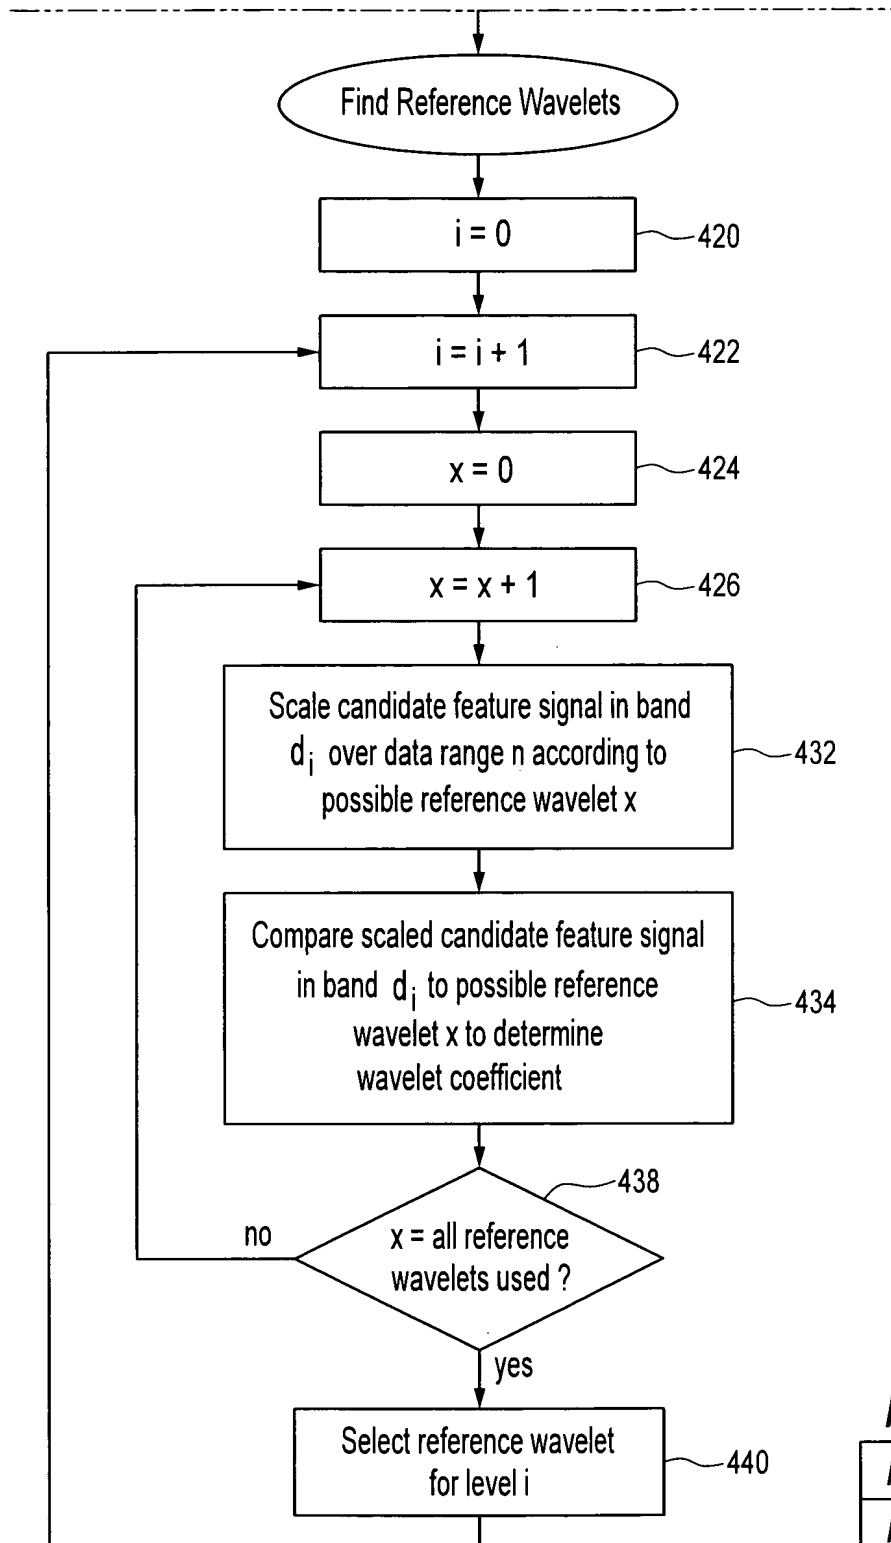 Find Reference Wavelets
i = 0
420
i = i + 1
422
x = 0
424
x = x + 1
426
Scale candidate feature signal in band
d i over data range n according to
possible reference wavelet x
432
Compare scaled candidate feature signal
in band d i to possible reference
wavelet x to determine
wavelet coefficient
434
438
no
x = all reference
wavelets used ?
yes
Select reference wavelet
for level i
440